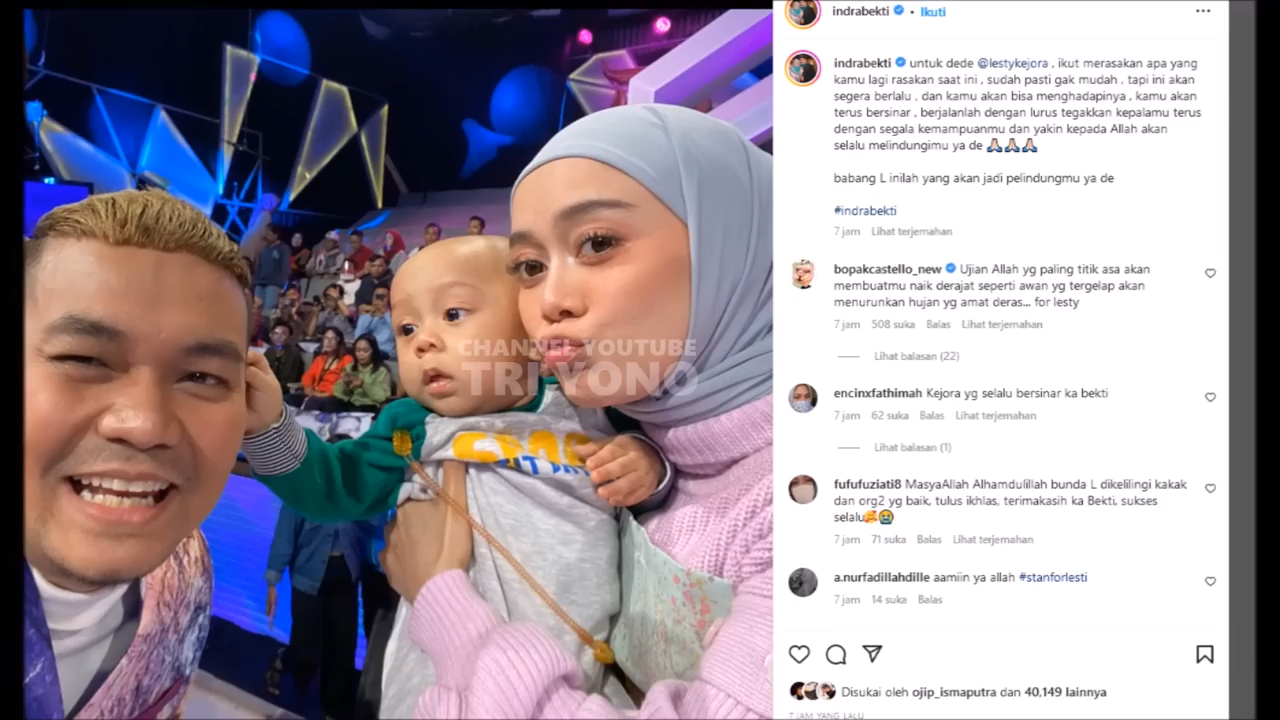 indrabekti • Ikuti
indrabekti untuk dede @lestykejora , ikut merasakan apa yang
kamu lagi rasakan saat ini , sudah pasti gak mudah , tapi ini akan
segera berlalu , dan kamu akan bisa menghadapinya , kamu akan
terus bersinar , berjalanlah dengan lurus tegakkan kepalamu terus
dengan segala kemampuanmu dan yakin kepada Allah akan
selalu melindungimu ya de 🙏🏻🙏🏻🙏🏻
babang L inilah yang akan jadi pelindungmu ya de
#indrabekti
7 jam Lihat terjemahan
bopakcastello_new Ujian Allah yg paling titik asa akan
membuatmu naik derajat seperti awan yg tergelap akan
menurunkan hujan yg amat deras... for lesty
7 jam 508 suka Balas Lihat terjemahan
Lihat balasan (22)
encinxfathimah Kejora yg selalu bersinar ka bekti
7 jam 62 suka Balas Lihat terjemahan
Lihat balasan (1)
fufufuziati8 MasyaAllah Alhamdulillah bunda L dikelilingi kakak
dan org2 yg baik, tulus ikhlas, terimakasih ka Bekti, sukses
selalu🥰😭
7 jam 71 suka Balas Lihat terjemahan
a.nurfadillahdille aamiin ya allah #stanforlesti
7 jam 14 suka Balas
Disukai oleh ojip_ismaputra dan 40,149 lainnya
7 JAM YANG LALU
CHANNEL YOUTUBE
TRI YONO